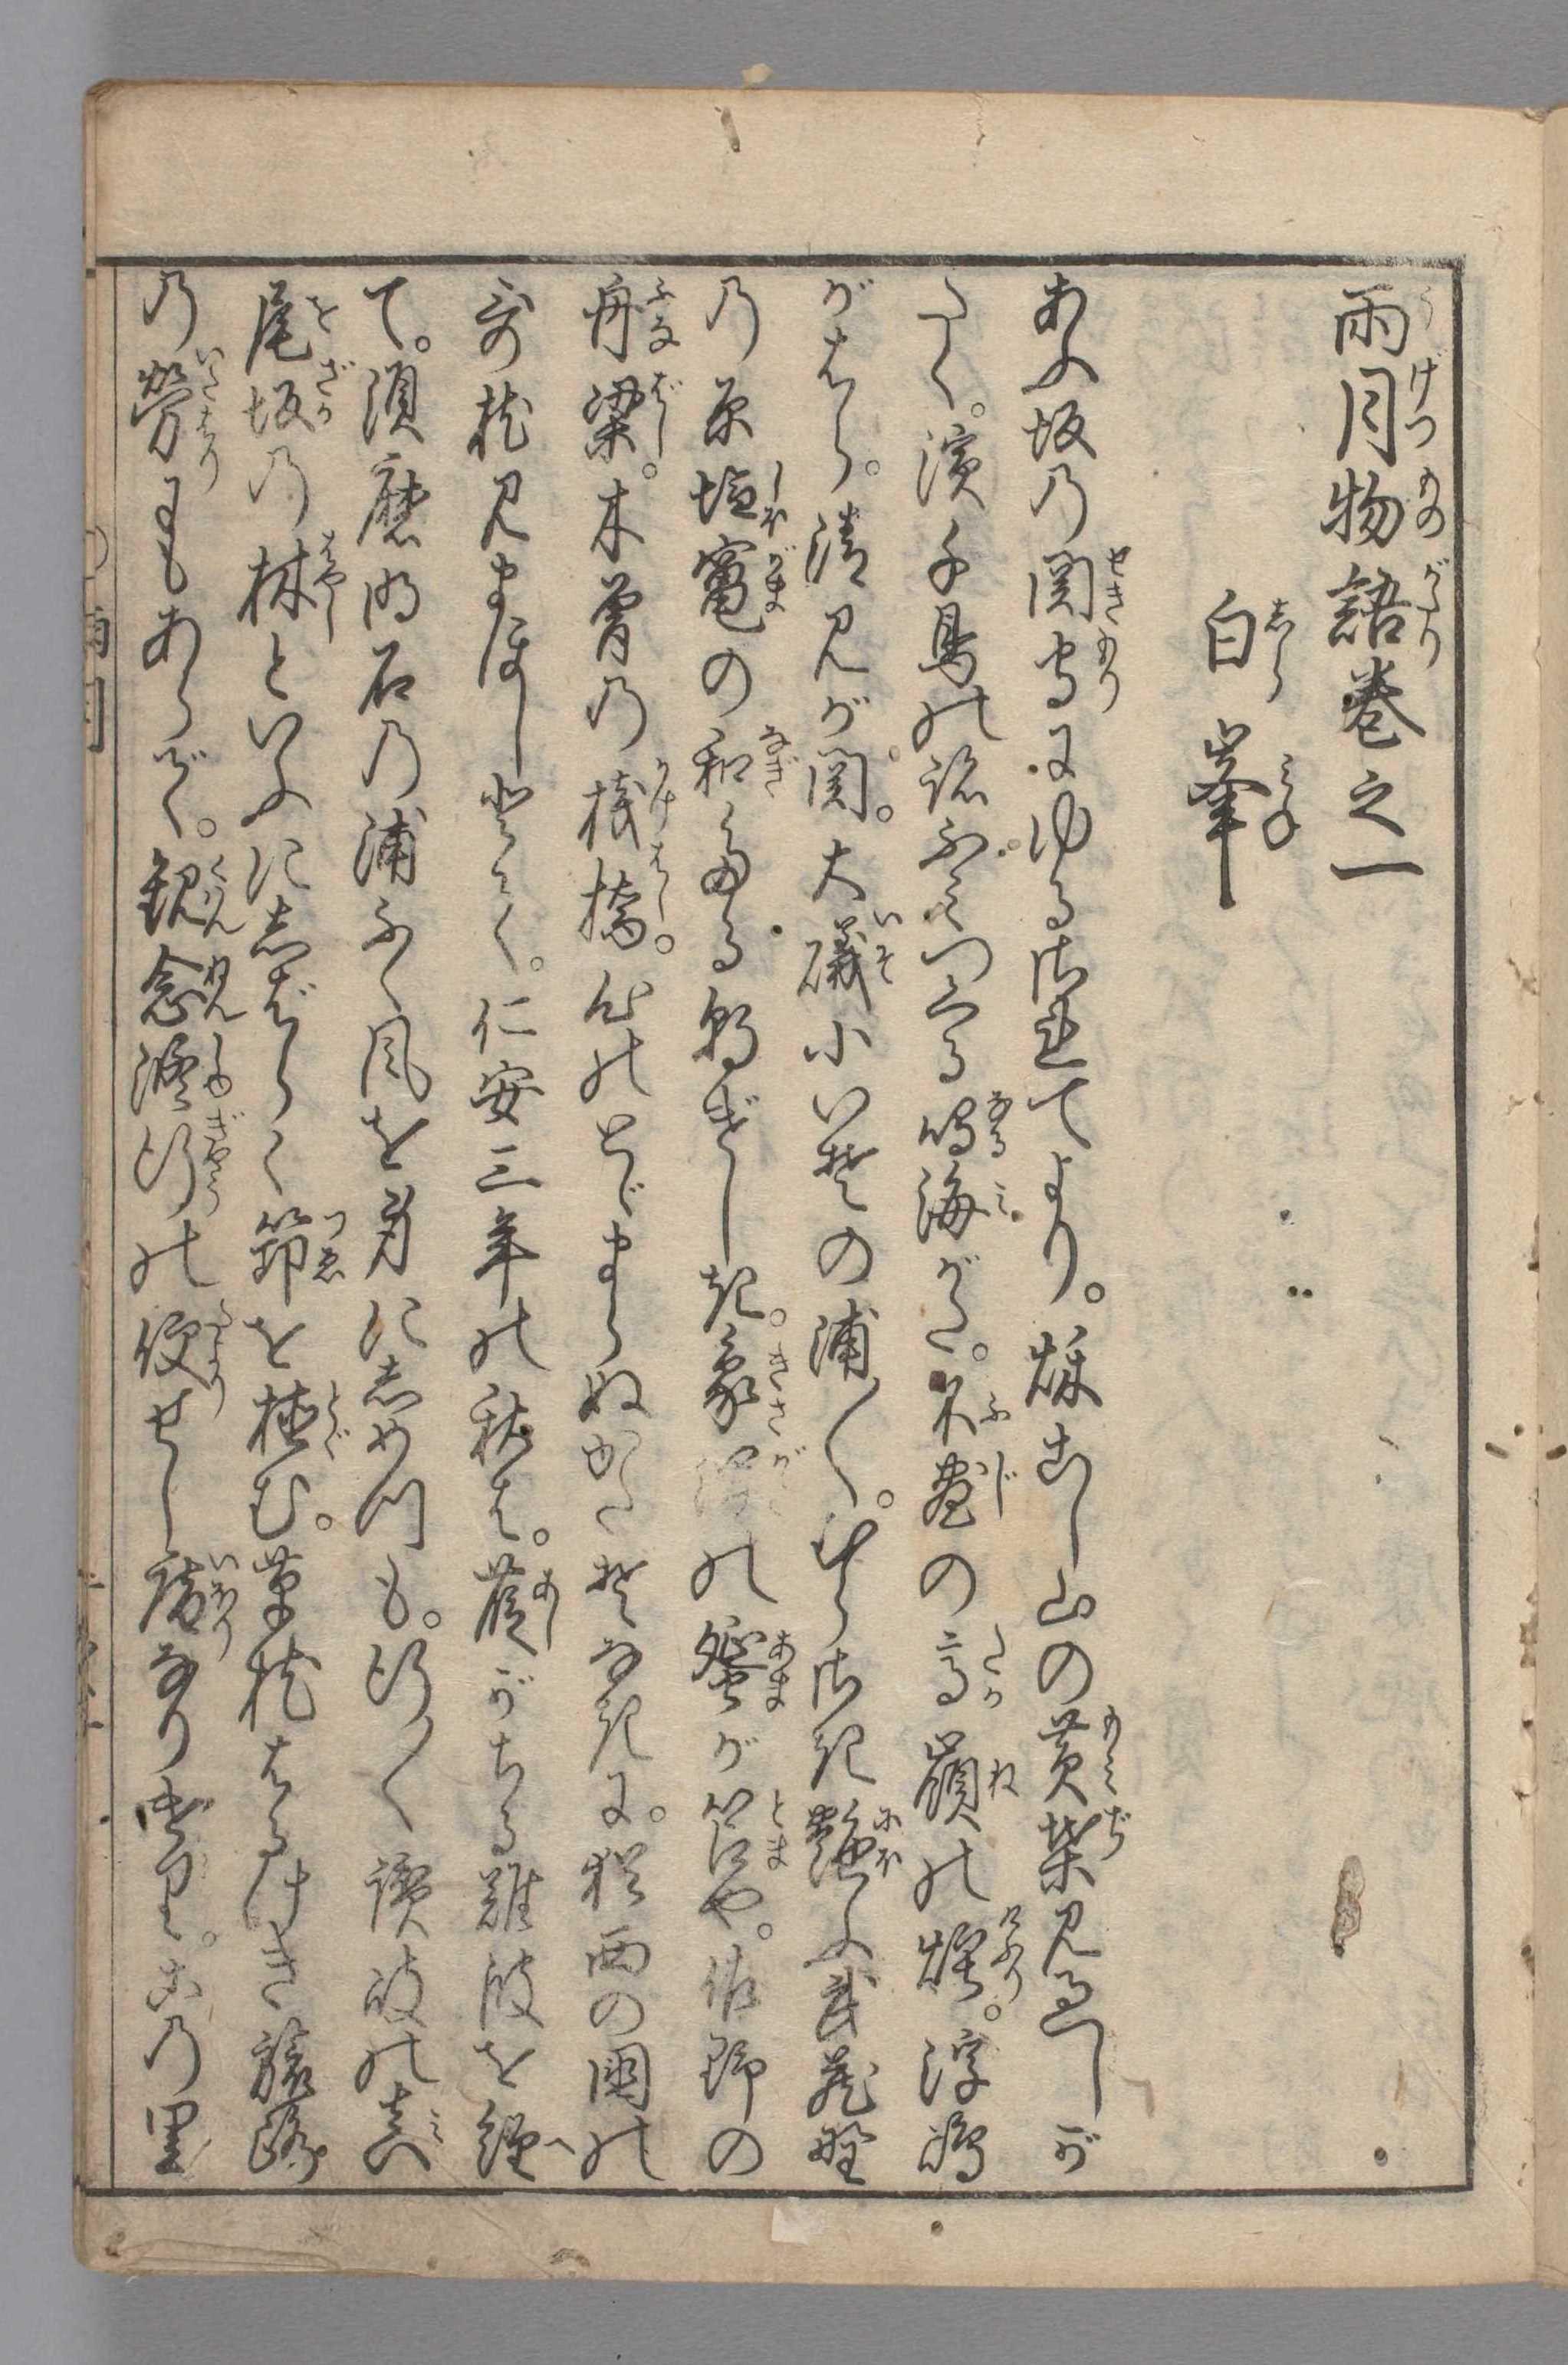 雨月物語巻之一
白峯
あふ坂の関守にゆるされてより。秌こし山の黄葉見過しが
たく。濱千鳥の跡ふみつくる鳴海がた。不盡の高嶺の煙。浮嶋
がはら。清見が関。大礒小いその浦〱。むらさき艶ふ武蔵野
の原塩竃の和たる朝げしき。象潟の蜑が笘や。佐野の
舟梁。木曽の桟橋。心のとゞまらぬかたぞなきに。猶西の國の
哥枕見まほしとて。仁安三年の秋は。葭がちる難波を経
て。須磨明石の浦ふく風を身にしめつも。行〱讃岐の真
尾坂の林といふにしばらく筇を植む。草枕はるけき旅路
の労にもあらで。観念修行の便せし庵なりけり。この里